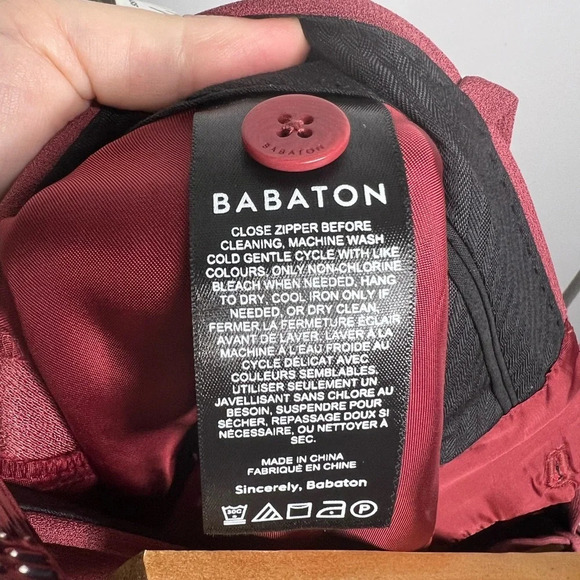 BABATON
BABATON
CLOSE ZIPPER BEFORE
CLEANING, MACHINE WASH
COLD GENTLE CYCLE WITH LIKE
COLOURS. ONLY NON-CHLORINE
BLEACH WHEN NEEDED, HANG
TO DRY, COOL IRON ONLY IF
NEEDED, OR DRY CLEAN.
FERMER LA FERMETURE ÉCLAIR
AVANT DE LAVER. LAVER À LA
MACHINE À L'EAU FROIDE AU
CYCLE DÉLICAT AVEC
COULEURS SEMBLABLES.
UTILISER SEULEMENT UN
JAVELLISANT SANS CHLORE AU
BESOIN, SUSPENDRE POUR
SÉCHER, REPASSAGE DOUX SI
NÉCESSAIRE, OU NETTOYER À
SEC.
MADE IN CHINA
FABRIQUÉ EN CHINE
Sincerely, Babaton
30C P